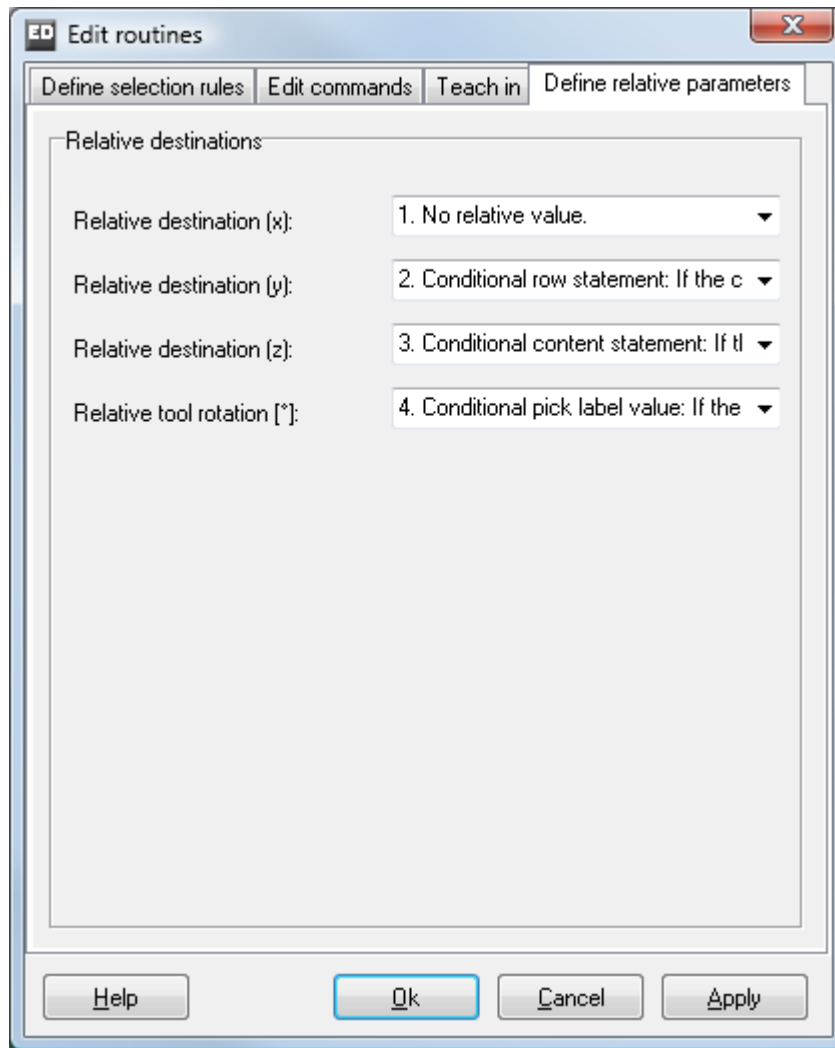 ED Edit routines
Define selection rules Edit commands Teach in Define relative parameters
Relative destinations
Relative destination (x): 1. No relative value.
Relative destination (y): 2. Conditional row statement: If the c
Relative destination (z): 3. Conditional content statement: If tl
Relative tool rotation [°]: 4. Conditional pick label value: If the
Help Ok Cancel Apply